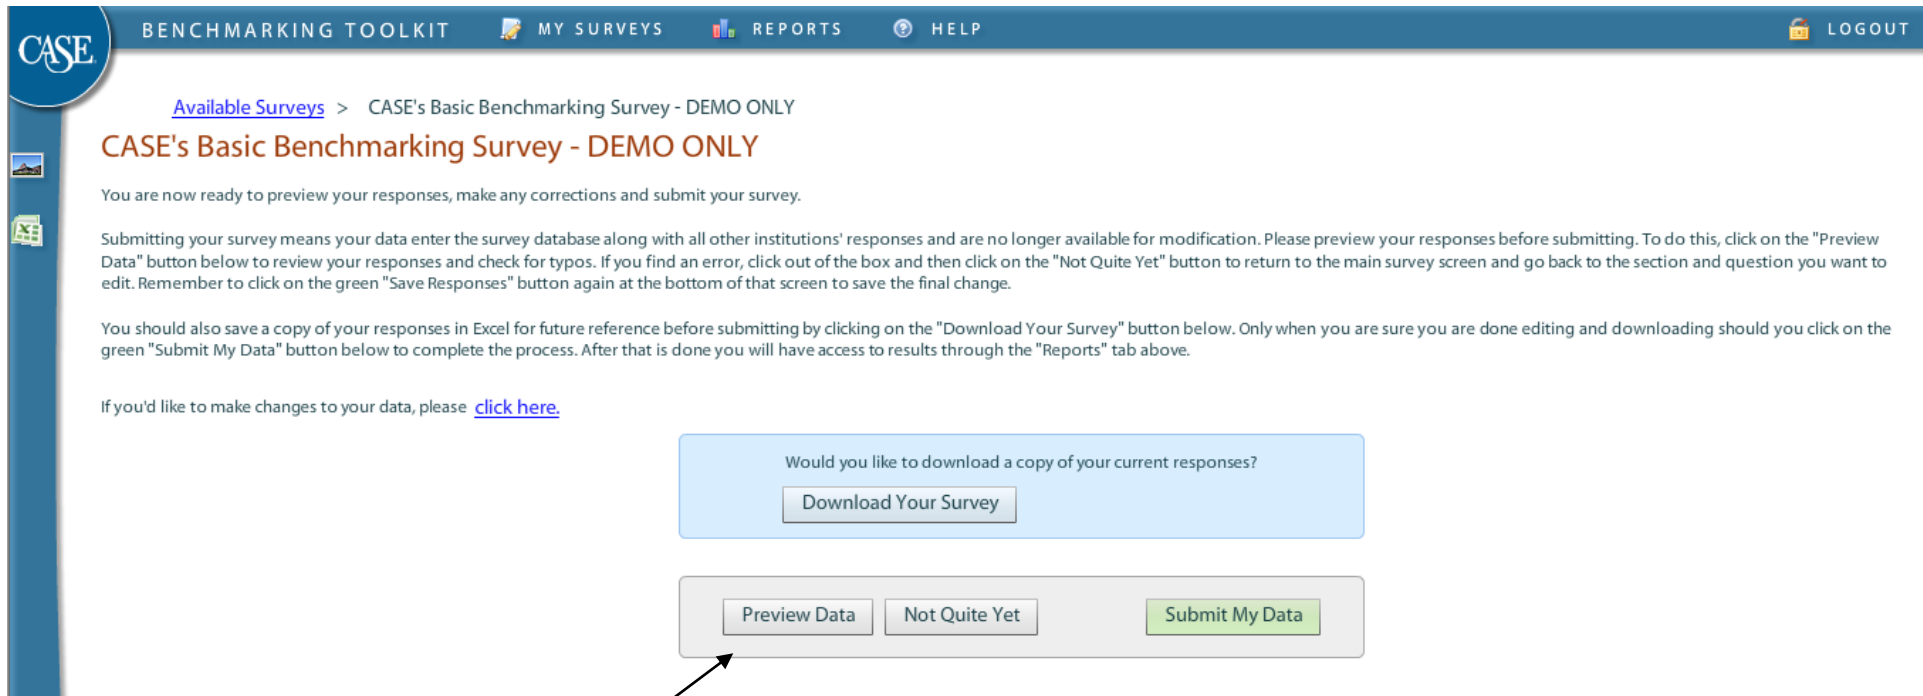 CASE
BENCHMARKING TOOLKIT MY SURVEYS REPORTS HELP LOGOUT
Available Surveys > CASE's Basic Benchmarking Survey - DEMO ONLY
CASE's Basic Benchmarking Survey - DEMO ONLY
You are now ready to preview your responses, make any corrections and submit your survey.
Submitting your survey means your data enter the survey database along with all other institutions' responses and are no longer available for modification. Please preview your responses before submitting. To do this, click on the "Preview
Data" button below to review your responses and check for typos. If you find an error, click out of the box and then click on the "Not Quite Yet" button to return to the main survey screen and go back to the section and question you want to
edit. Remember to click on the green "Save Responses" button again at the bottom of that screen to save the final change.
You should also save a copy of your responses in Excel for future reference before submitting by clicking on the "Download Your Survey" button below. Only when you are sure you are done editing and downloading should you click on the
green "Submit My Data" button below to complete the process. After that is done you will have access to results through the "Reports" tab above.
If you'd like to make changes to your data, please click here.
Would you like to download a copy of your current responses?
Download Your Survey
Preview Data Not Quite Yet Submit My Data